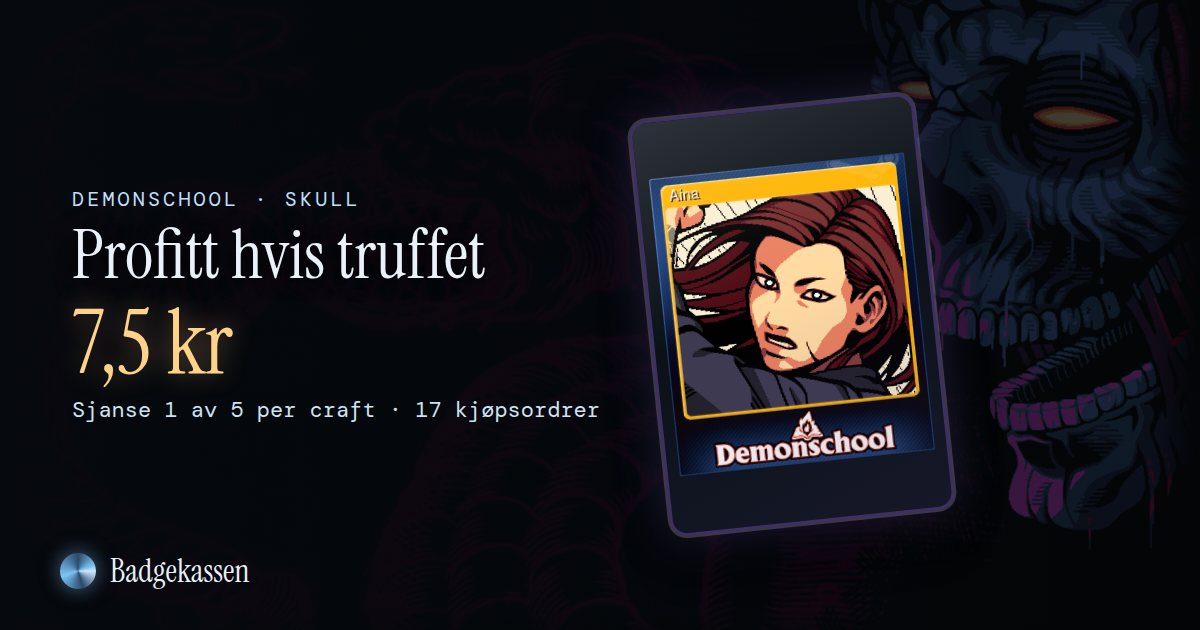 DEMONSCHOOL · SKULL
Profitt hvis truffet
7,5 kr
Sjanse 1 av 5 per craft · 17 kjøpsordrer
Aina
Demonschool
Badgekassen